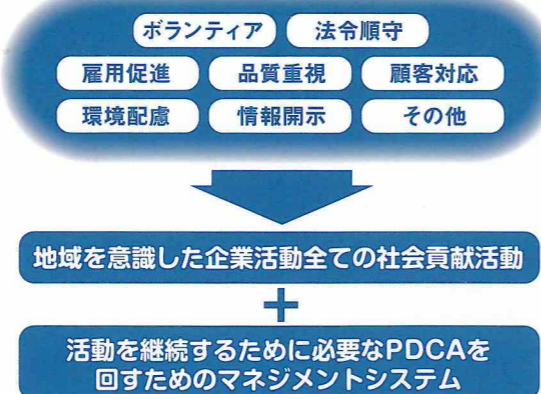 ボランティア 法令順守
雇用促進 品質重視 顧客対応
環境配慮 情報開示 その他
地域を意識した企業活動全ての社会貢献活動
+
活動を継続するために必要なPDCAを
回すためのマネジメントシステム